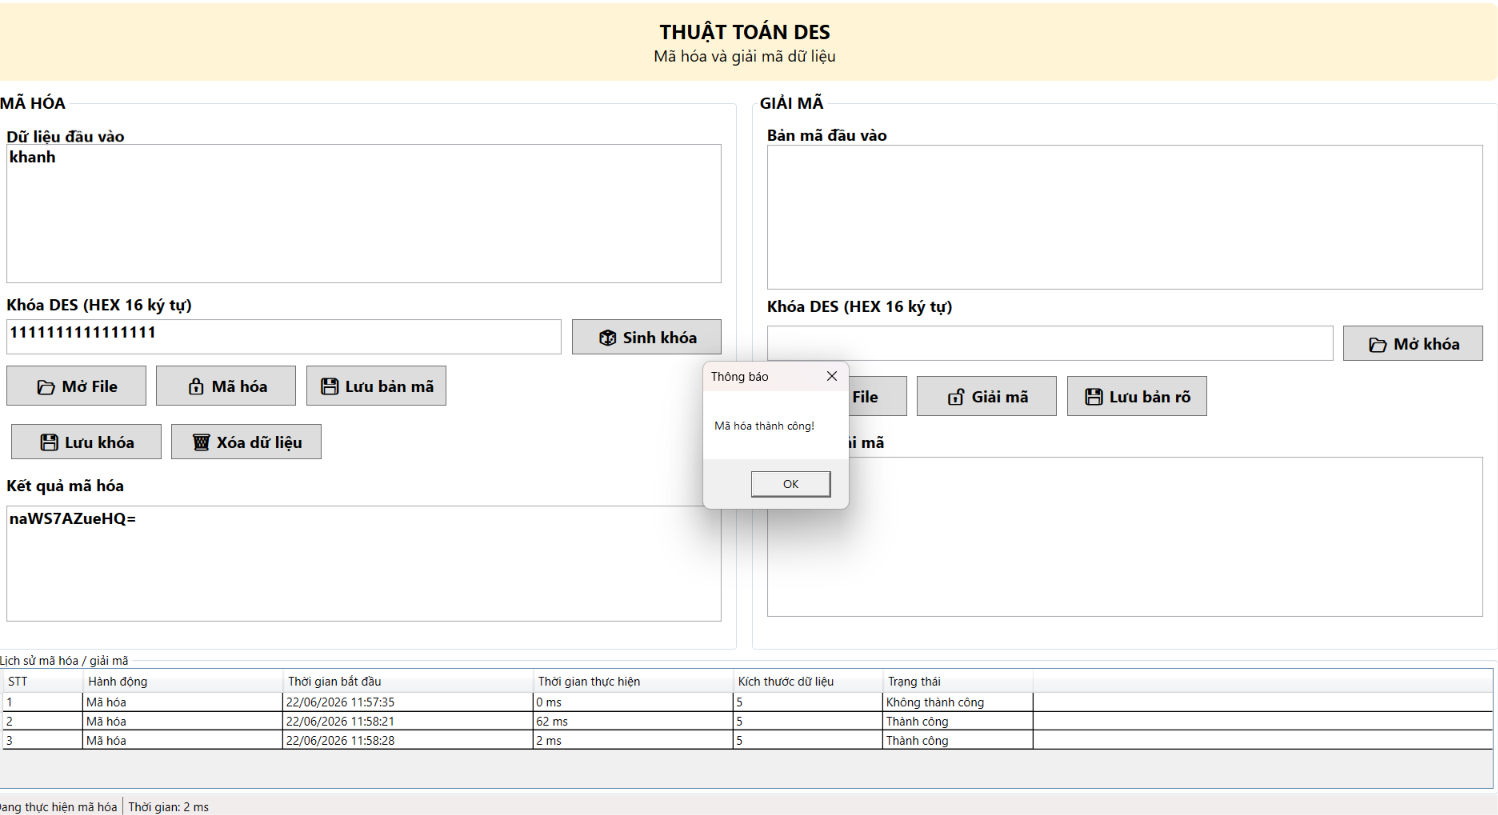 THUẬT TOÁN DES
Mã hóa và giải mã dữ liệu
MÃ HÓA
Dữ liệu đầu vào
khanh
Khóa DES (HEX 16 ký tự)
1111111111111111
Sinh khóa
Mở File
Mã hóa
Lưu bản mã
Lưu khóa
Xóa dữ liệu
Kết quả mã hóa
naWS7AZueHQ=
GIẢI MÃ
Bản mã đầu vào
Khóa DES (HEX 16 ký tự)
Mở khóa
File
Giải mã
Lưu bản rõ
mã
Thông báo
Mã hóa thành công!
OK
Lịch sử mã hóa / giải mã
STT Hành động Thời gian bắt đầu Thời gian thực hiện Kích thước dữ liệu Trạng thái
1 Mã hóa 22/06/2026 11:57:35 0 ms 5 Không thành công
2 Mã hóa 22/06/2026 11:58:21 62 ms 5 Thành công
3 Mã hóa 22/06/2026 11:58:28 2 ms 5 Thành công
thực hiện mã hóa Thời gian: 2 ms